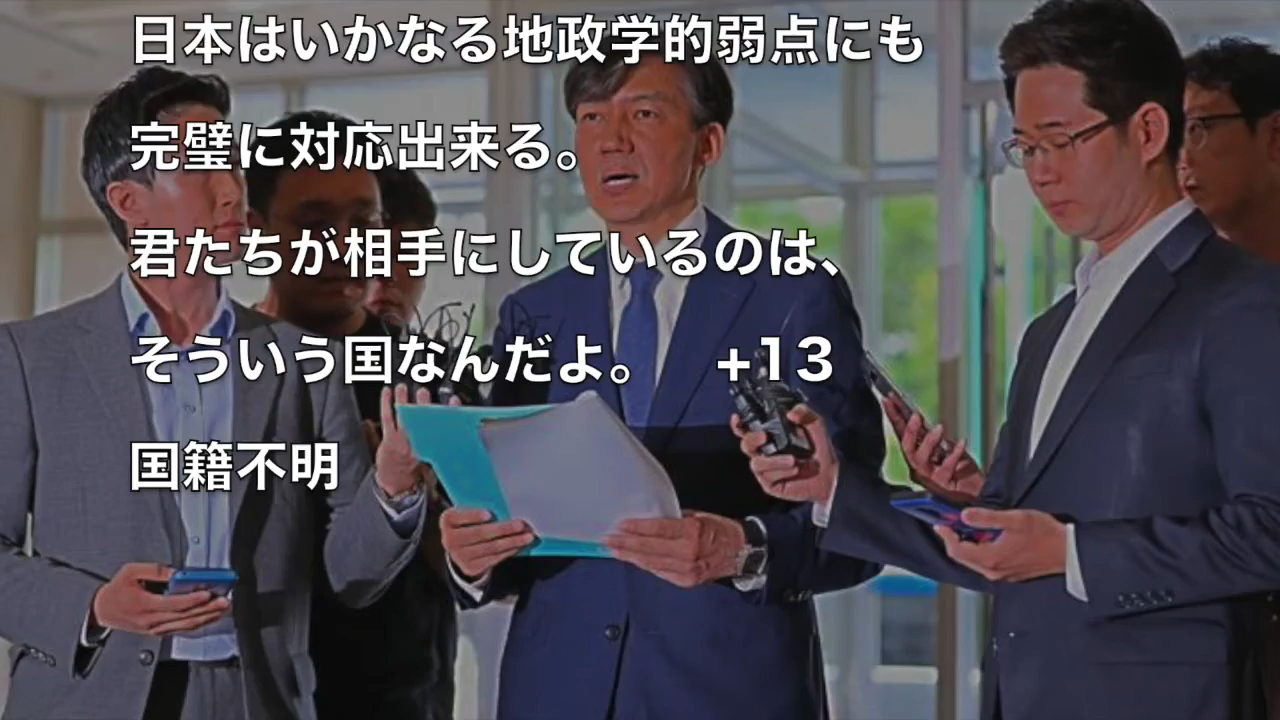 日本はいかなる地政学的弱点にも
完璧に対応出来る。
君たちが相手にしているのは、
そういう国なんだよ。 +13
国籍不明